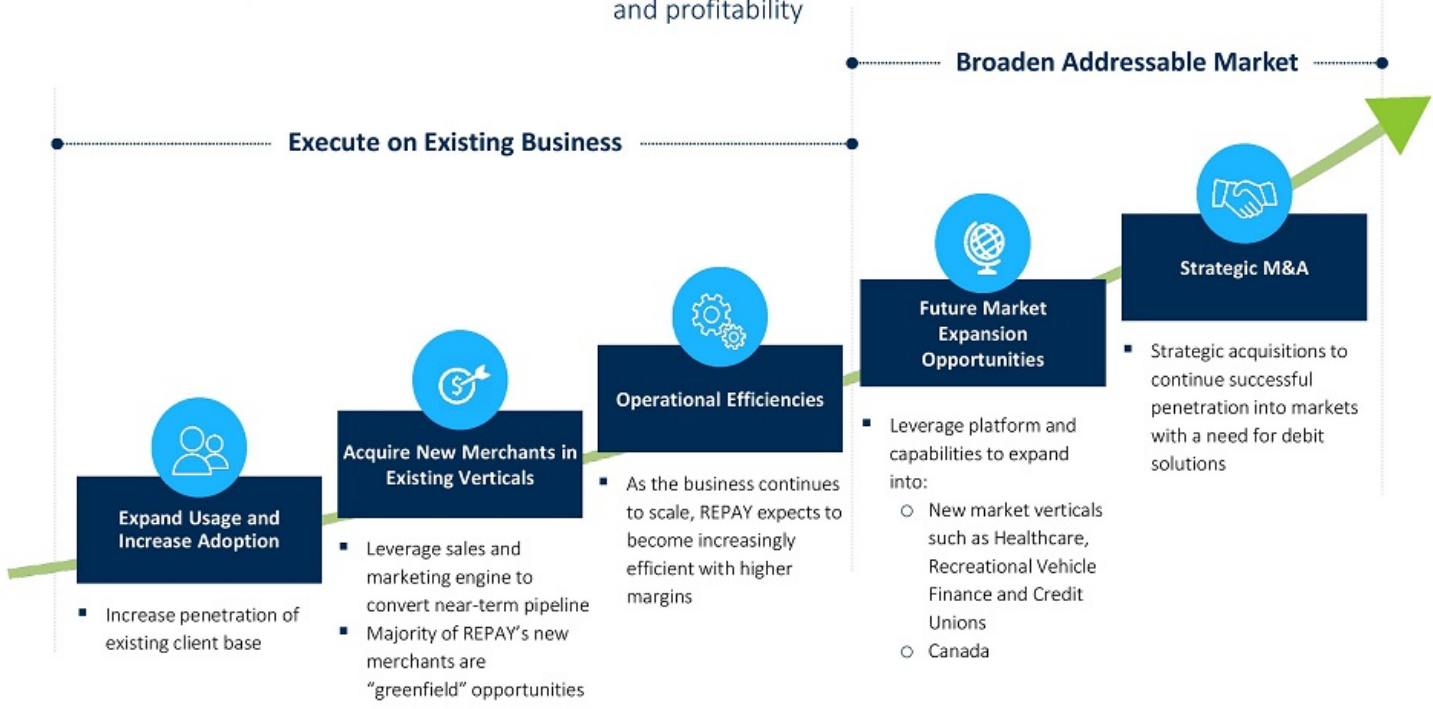 and profitability
Broaden Addressable Market
Execute on Existing Business
Expand Usage and
Increase Adoption
▪ Increase penetration of
existing client base
Acquire New Merchants in
Existing Verticals
▪ Leverage sales and
marketing engine to
convert near-term pipeline
▪ Majority of REPAY’s new
merchants are
“greenfield” opportunities
Operational Efficiencies
▪ As the business continues
to scale, REPAY expects to
become increasingly
efficient with higher
margins
Future Market
Expansion
Opportunities
▪ Leverage platform and
capabilities to expand
into:
○ New market verticals
such as Healthcare,
Recreational Vehicle
Finance and Credit
Unions
○ Canada
Strategic M&A
▪ Strategic acquisitions to
continue successful
penetration into markets
with a need for debit
solutions